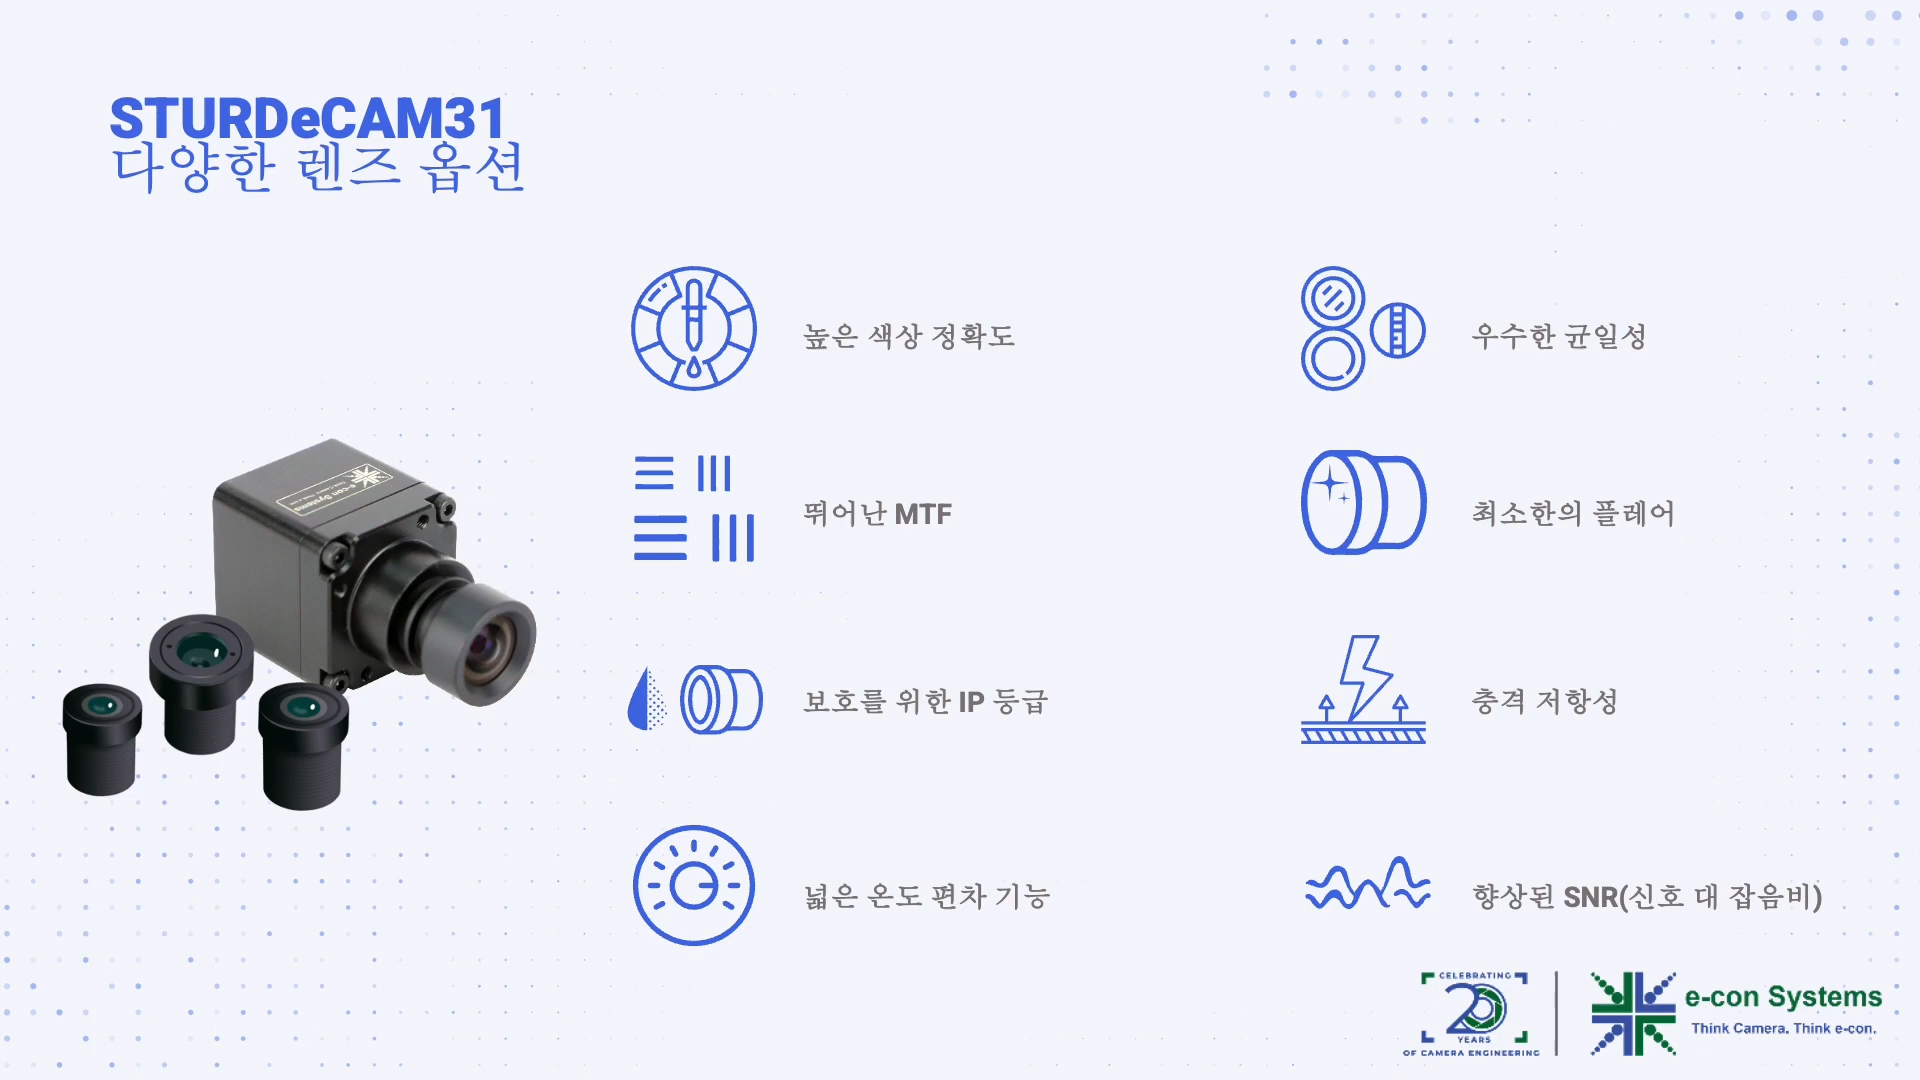 STURDeCAM31
다양한 렌즈 옵션
높은 색상 정확도
우수한 균일성
뛰어난 MTF
최소한의 플레어
보호를 위한 IP 등급
충격 저항성
넓은 온도 편차 기능
향상된 SNR(신호 대 잡음비)
e-con Systems
CELEBRATING
20
YEARS
OF CAMERA ENGINEERING
e-con Systems
Think Camera. Think e-con.